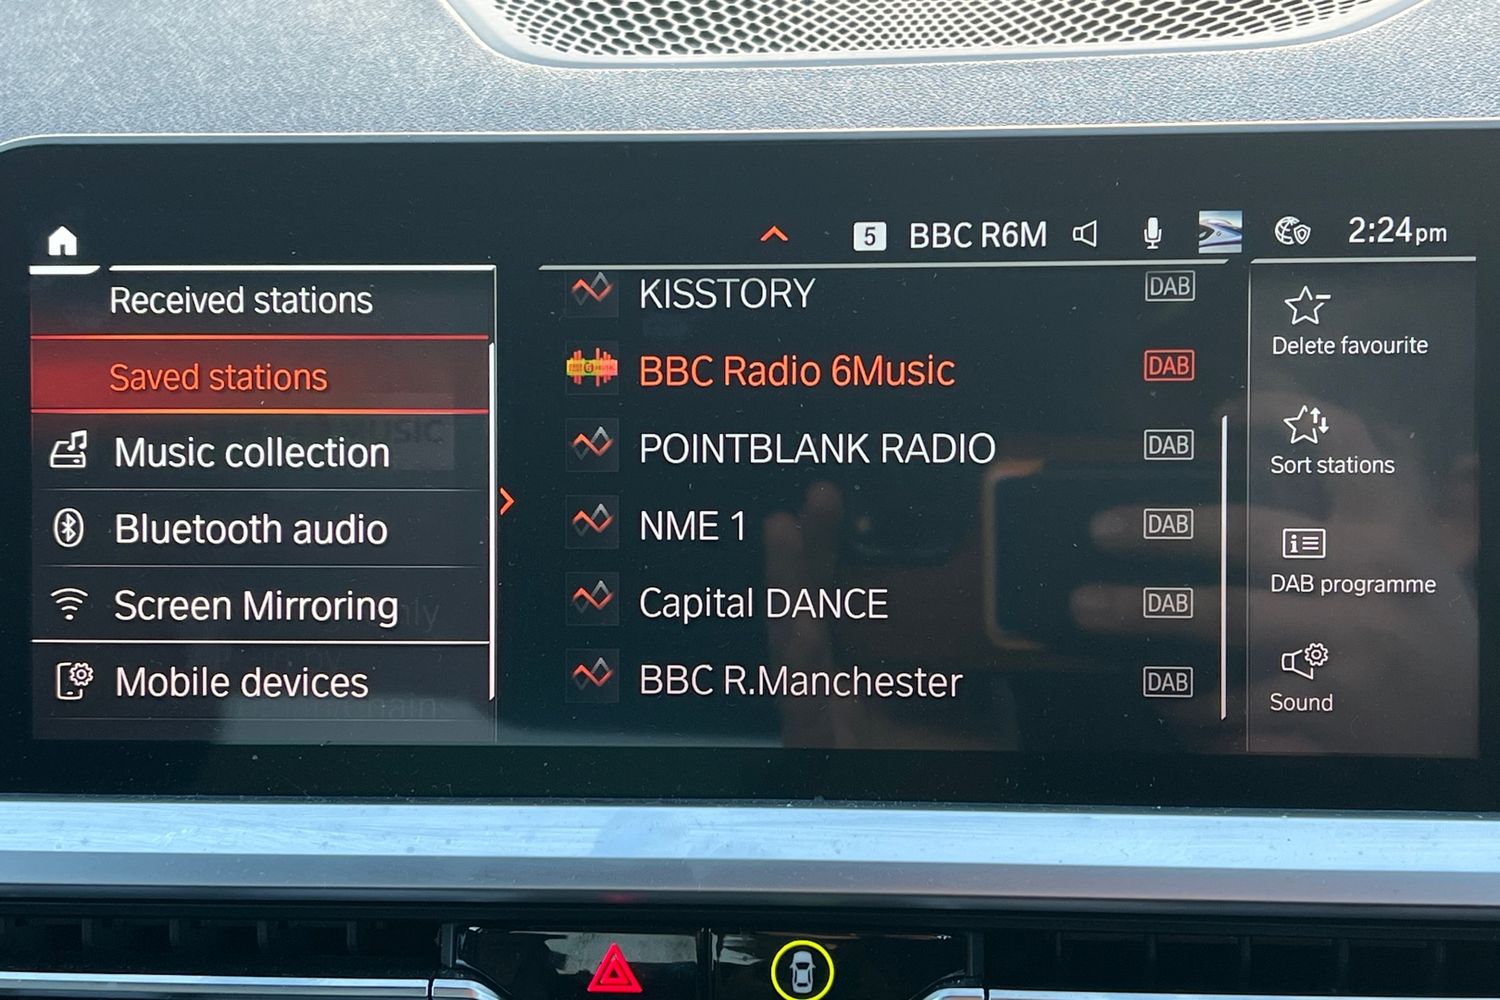 5 BBC R6M 2:24pm
Received stations
Saved stations
Music collection
Bluetooth audio
Screen Mirroring
Mobile devices
KISSTORY DAB
BBC Radio 6Music DAB
POINTBLANK RADIO DAB
NME 1 DAB
Capital DANCE DAB
BBC R.Manchester DAB
Delete favourite
Sort stations
DAB programme
Sound